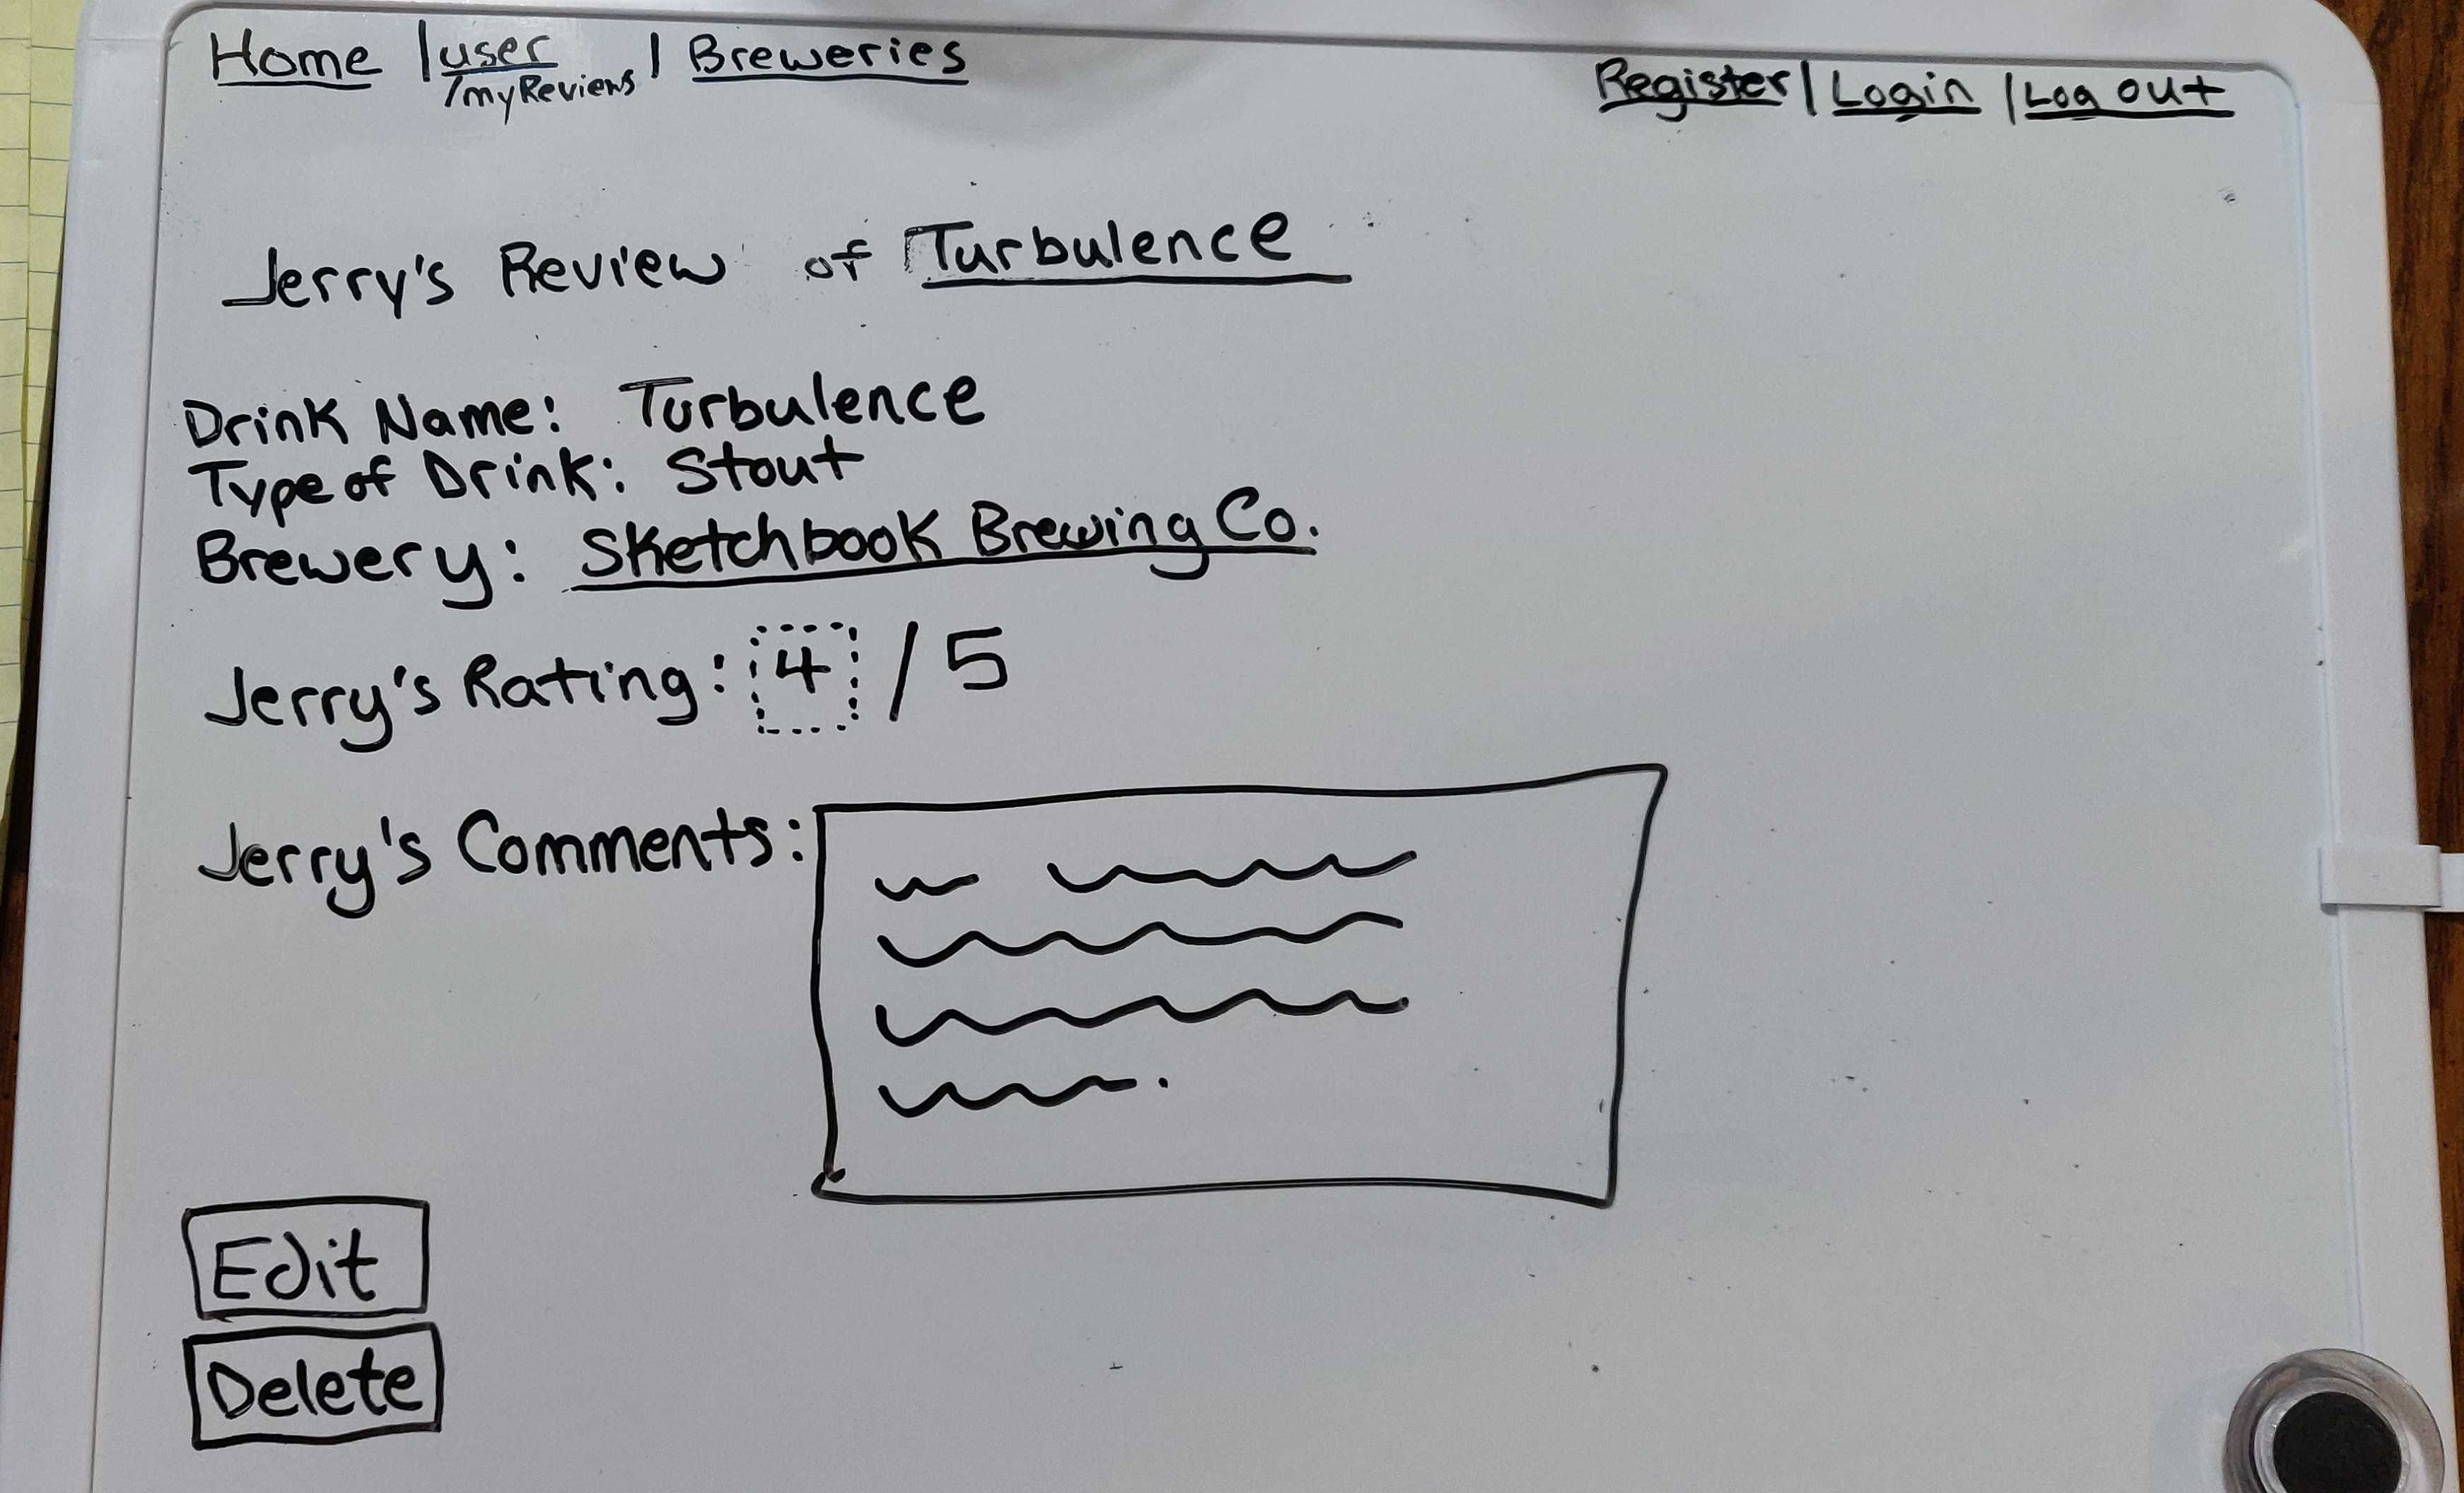 Home | user | Breweries
/myReviews
Register | Login | Log out
Jerry's Review of Turbulence
Drink Name: Turbulence
Type of Drink: Stout
Brewery: Sketchbook Brewing Co.
Jerry's Rating: 4 / 5
Jerry's Comments:
Edit
Delete